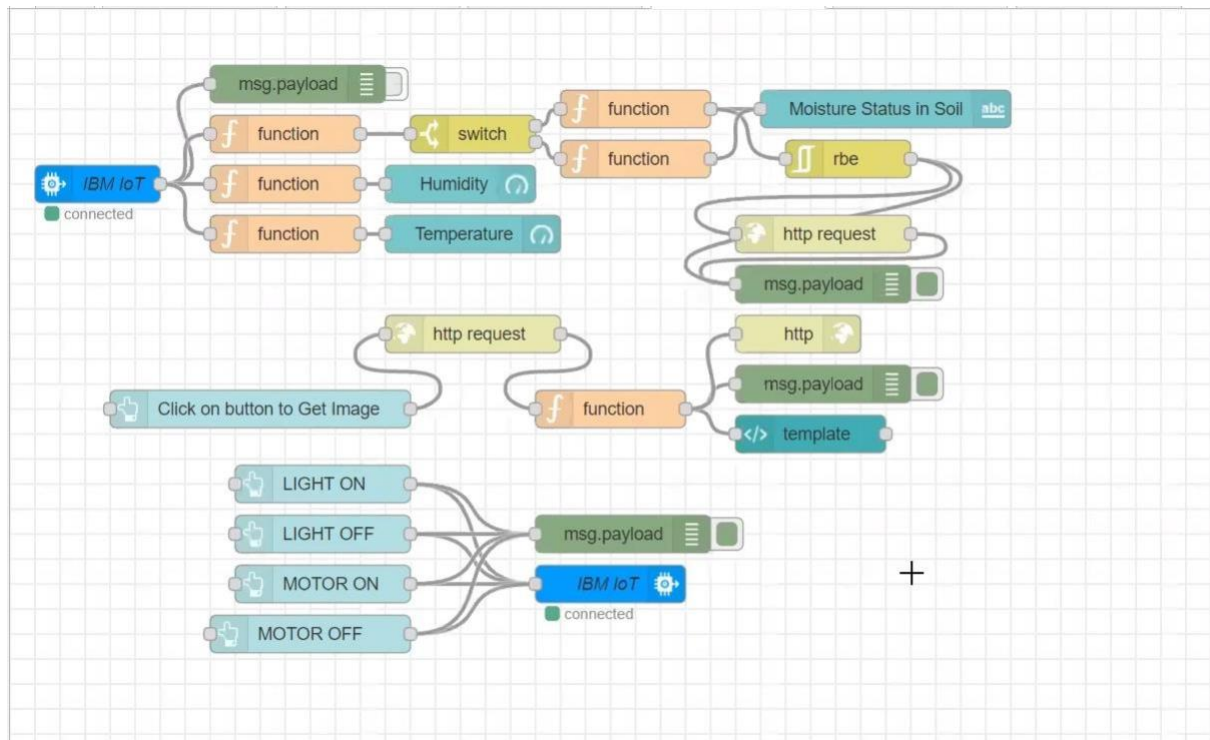 msg.payload
function
switch
function
Moisture Status in Soil
abc
function
rbe
IBM IoT
connected
function
Humidity
function
Temperature
http request
msg.payload
http request
http
msg.payload
Click on button to Get Image
function
template
LIGHT ON
LIGHT OFF
msg.payload
MOTOR ON
IBM IoT
connected
MOTOR OFF